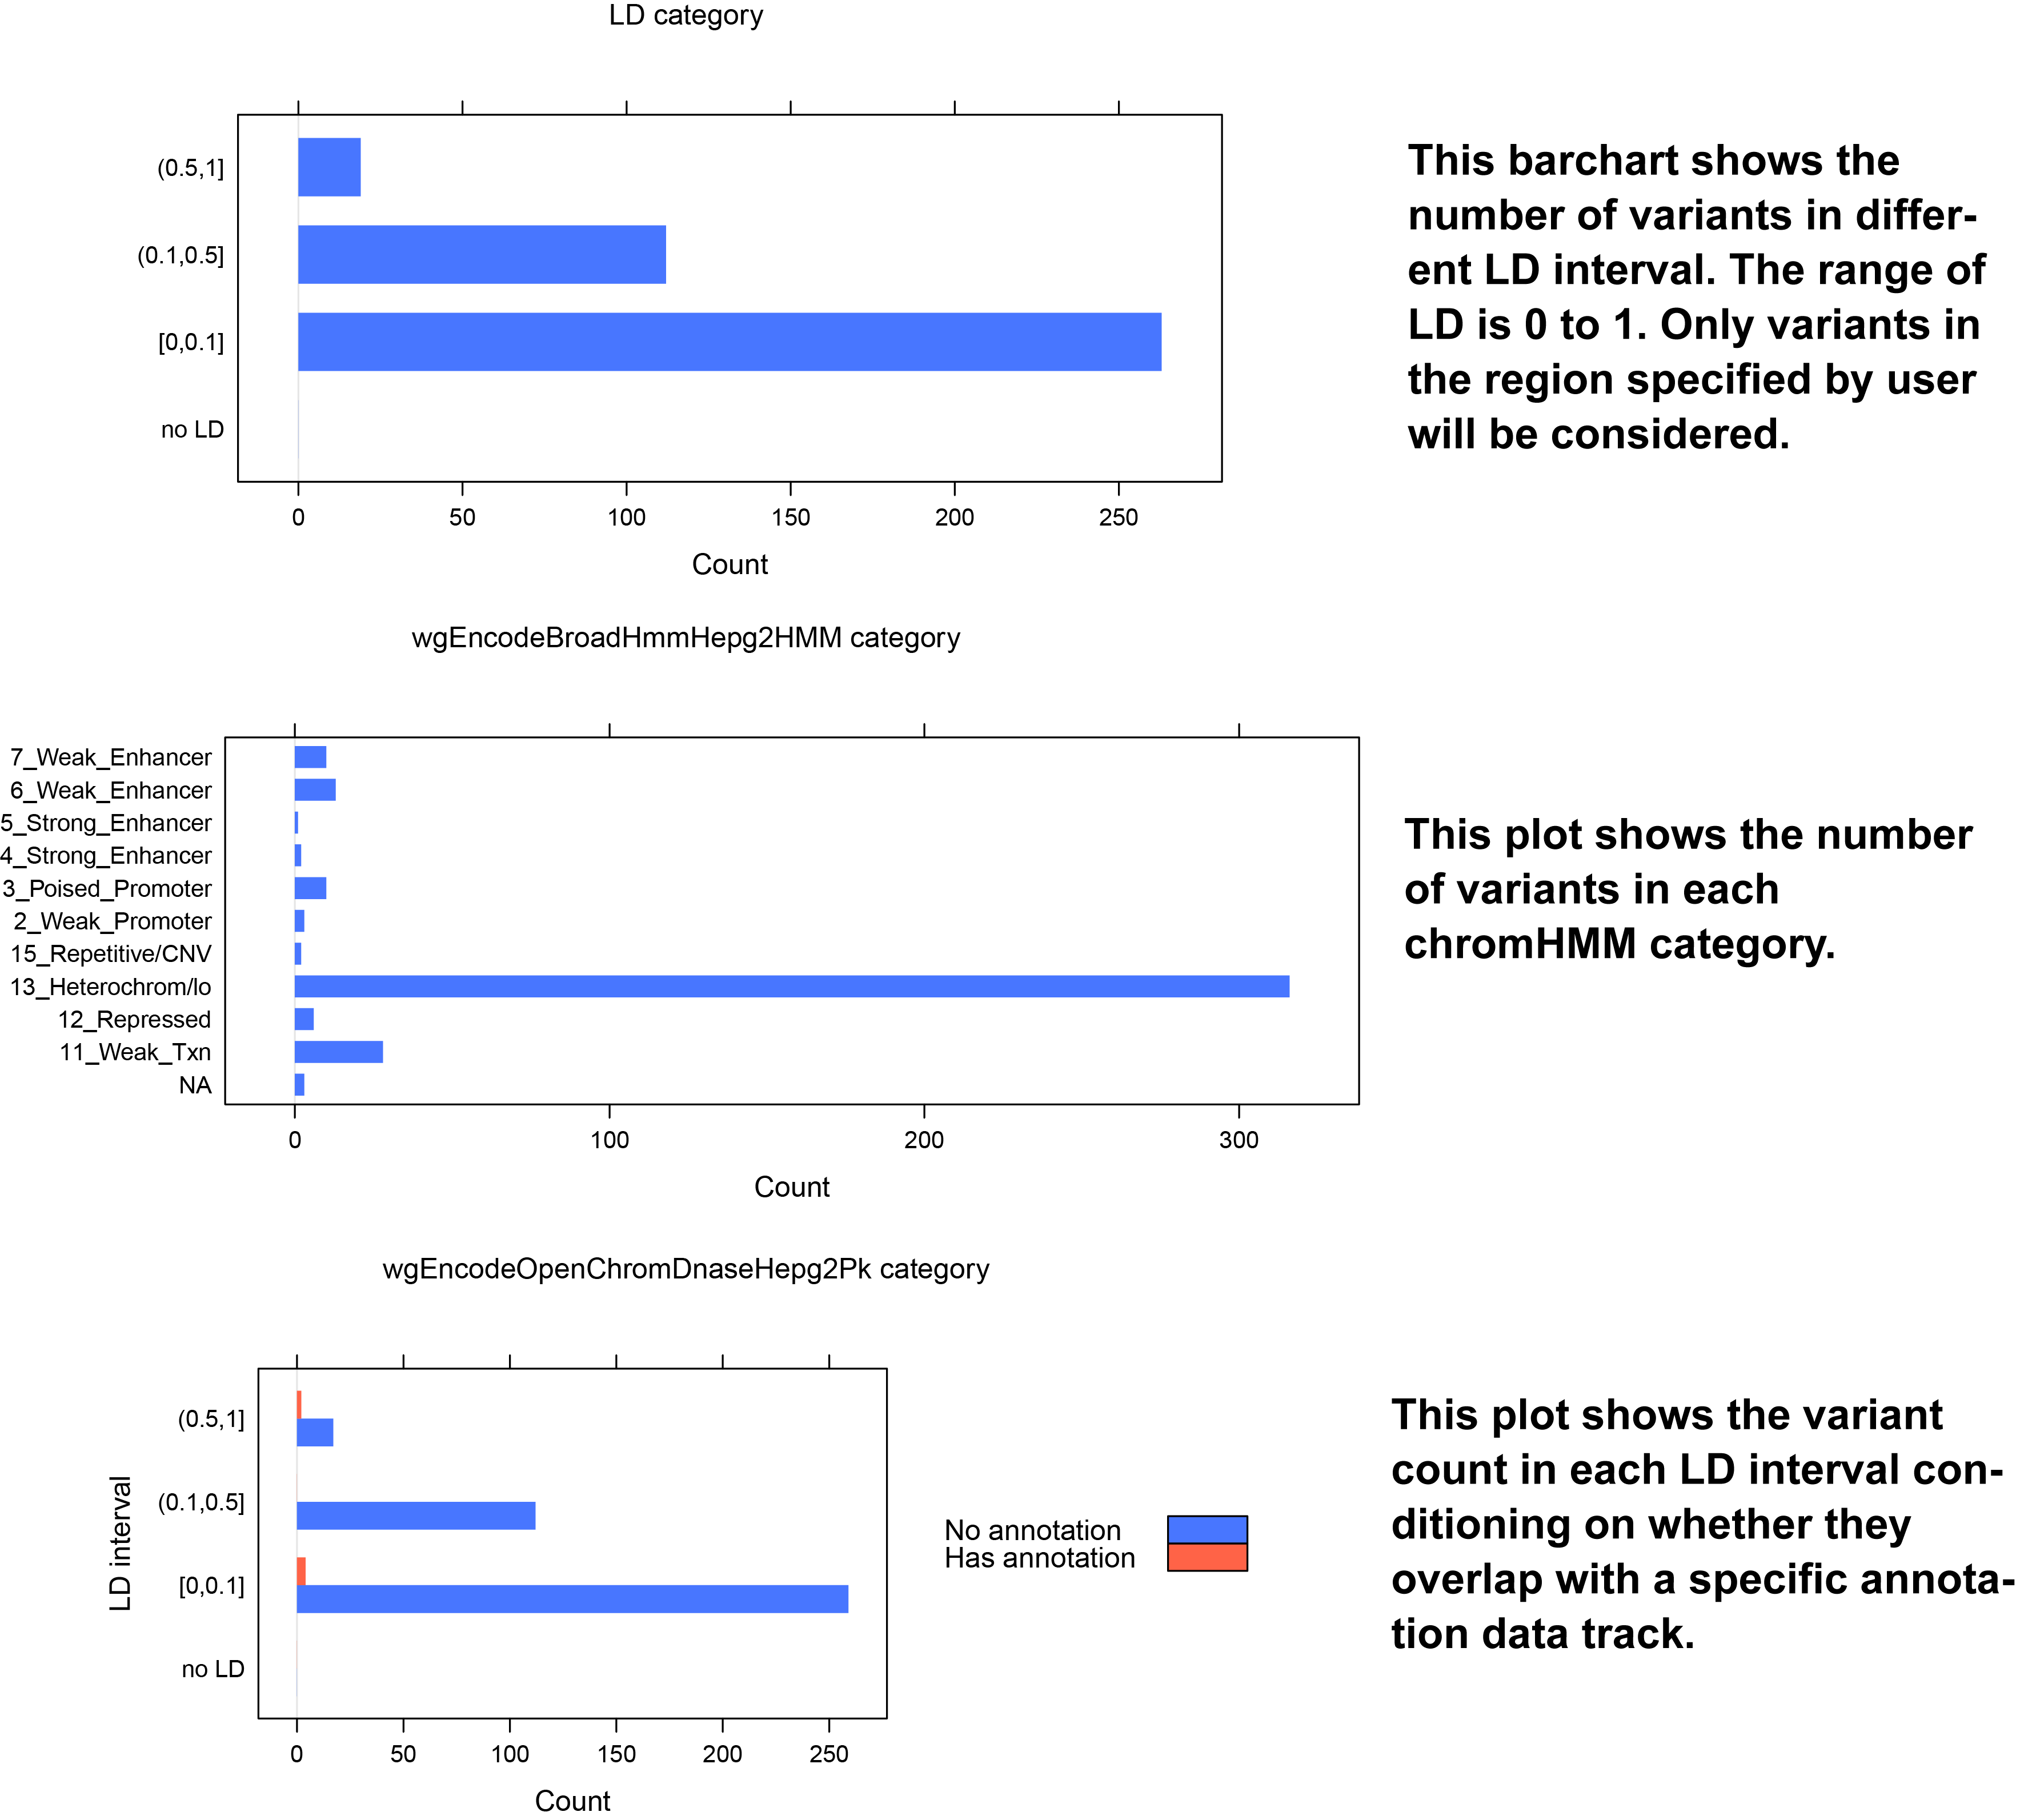 LD category
(0.5,1]
(0.1,0.5]
[0,0.1]
no LD
0 50 100 150 200 250
Count
This barchart shows the
number of variants in differ-
ent LD interval. The range of
LD is 0 to 1. Only variants in
the region specified by user
will be considered.
wgEncodeBroadHmmHepg2HMM category
7_Weak_Enhancer
6_Weak_Enhancer
5_Strong_Enhancer
4_Strong_Enhancer
3_Poised_Promoter
2_Weak_Promoter
15_Repetitive/CNV
13_Heterochrom/lo
12_Repressed
11_Weak_Txn
NA
0 100 200 300
Count
This plot shows the number
of variants in each
chromHMM category.
wgEncodeOpenChromDnaseHepg2Pk category
LD interval
(0.5,1]
(0.1,0.5]
[0,0.1]
no LD
0 50 100 150 200 250
Count
No annotation
Has annotation
This plot shows the variant
count in each LD interval con-
ditioning on whether they
overlap with a specific annota-
tion data track.